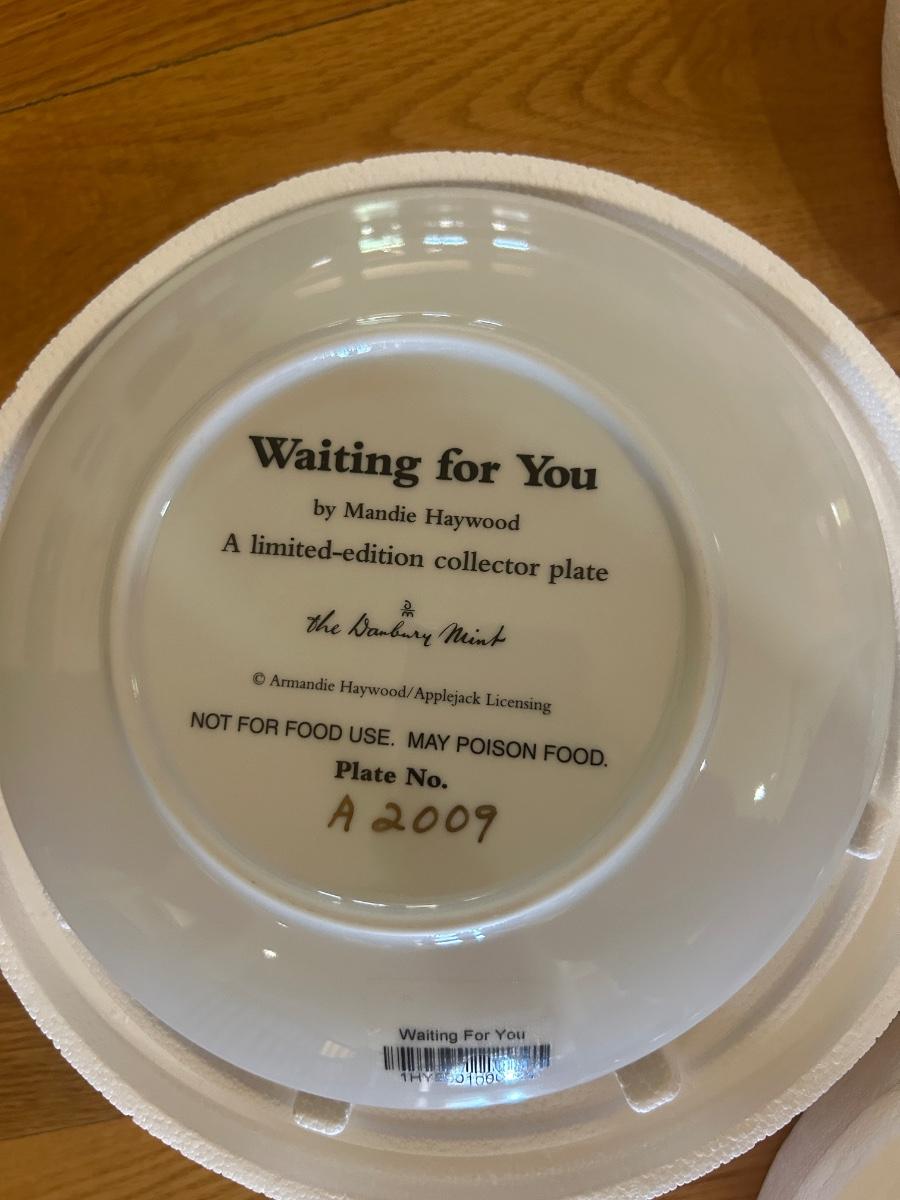 Waiting for You
by Mandie Haywood
A limited-edition collector plate
DM
the Danbury Mint
© Armandie Haywood/Applejack Licensing
NOT FOR FOOD USE. MAY POISON FOOD.
Plate No.
A 2009
Waiting For You